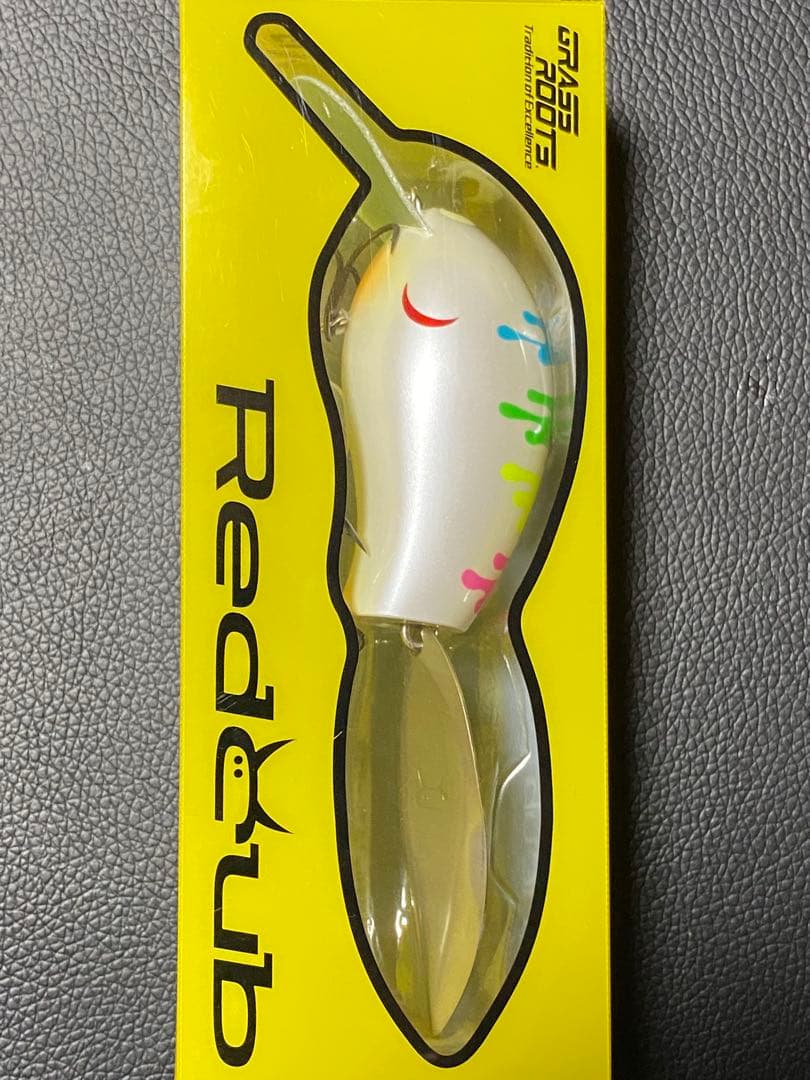 GRASS
ROOTS.
Tradition of Excellence
Redcub